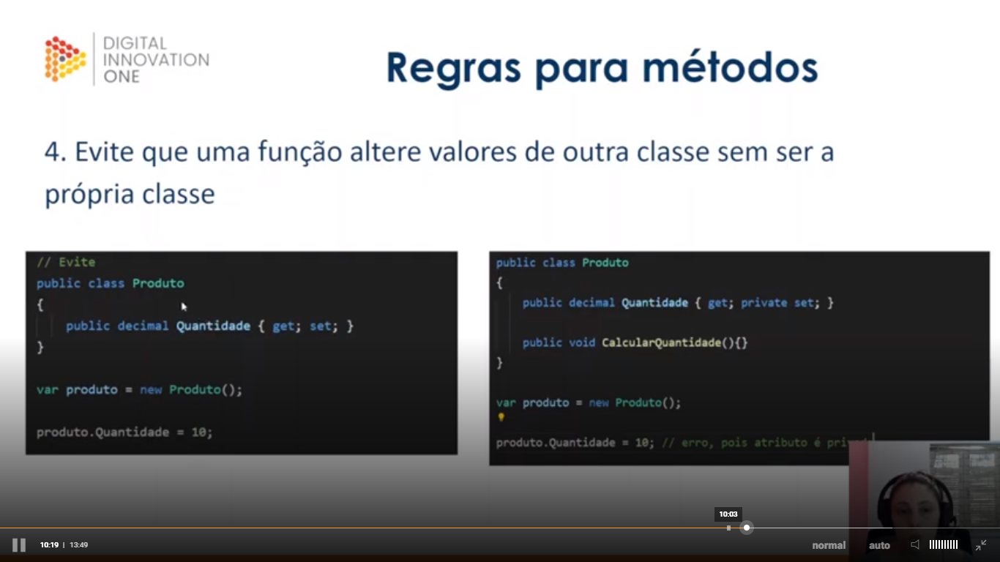 DIGITAL
INNOVATION
ONE
Regras para métodos
4. Evite que uma função altere valores de outra classe sem ser a
própria classe
// Evite
public class Produto
{
public decimal Quantidade { get; set; }
}
var produto = new Produto();
produto.Quantidade = 10;
public class Produto
{
public decimal Quantidade { get; private set; }
public void CalcularQuantidade(){}
}
var produto = new Produto();
produto.Quantidade = 10; // erro, pois atributo é
10:03
10:19 | 13:49
normal
auto